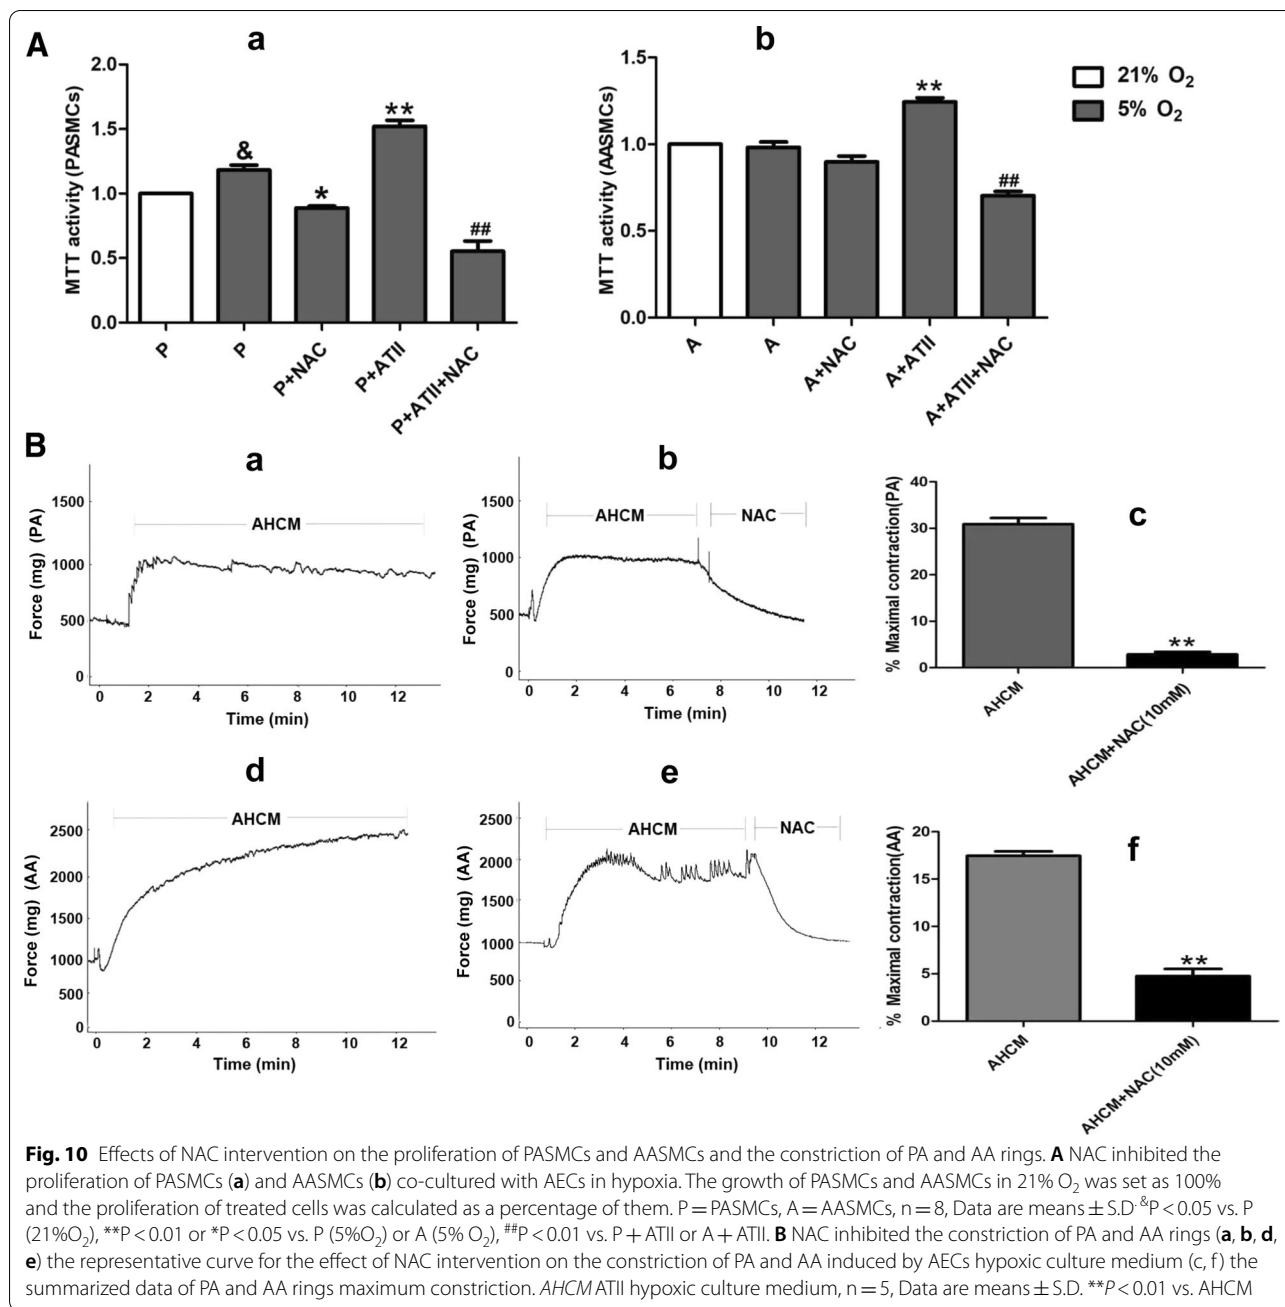 A
a
b
2.0
1.5
1.0
0.5
0.0
MTT activity (PASMCs)
&
*
**
##
P
P
P+NAC
P+ATII
P+ATII+NAC
1.5
1.0
0.5
0.0
MTT activity (AASMCs)
**
##
A
A
A+NAC
A+ATII
A+ATII+NAC
21% O₂
5% O₂
B
a
1500
1000
500
0
Force (mg) (PA)
AHCM
0 2 4 6 8 10 12
Time (min)
b
1500
1000
500
0
Force (mg) (PA)
AHCM
NAC
0 2 4 6 8 10 12
Time (min)
c
40
30
20
10
0
% Maximal contraction(PA)
**
AHCM
AHCM+NAC(10mM)
d
2500
2000
1500
1000
500
0
Force (mg) (AA)
AHCM
0 2 4 6 8 10 12
Time (min)
e
2500
2000
1500
1000
500
0
Force (mg) (AA)
AHCM
NAC
0 2 4 6 8 10 12
Time (min)
f
20
15
10
5
0
% Maximal contraction(AA)
**
AHCM
AHCM+NAC(10mM)
Fig. 10 Effects of NAC intervention on the proliferation of PASMCs and AASMCs and the constriction of PA and AA rings. A NAC inhibited the
proliferation of PASMCs (a) and AASMCs (b) co-cultured with AECs in hypoxia. The growth of PASMCs and AASMCs in 21% O₂ was set as 100%
and the proliferation of treated cells was calculated as a percentage of them. P = PASMCs, A = AASMCs, n = 8, Data are means ± S.D. &P < 0.05 vs. P
(21%O₂), **P < 0.01 or *P < 0.05 vs. P (5%O₂) or A (5% O₂), ##P < 0.01 vs. P + ATII or A + ATII. B NAC inhibited the constriction of PA and AA rings (a, b, d,
e) the representative curve for the effect of NAC intervention on the constriction of PA and AA induced by AECs hypoxic culture medium (c, f) the
summarized data of PA and AA rings maximum constriction. AHCM ATII hypoxic culture medium, n = 5, Data are means ± S.D. **P < 0.01 vs. AHCM